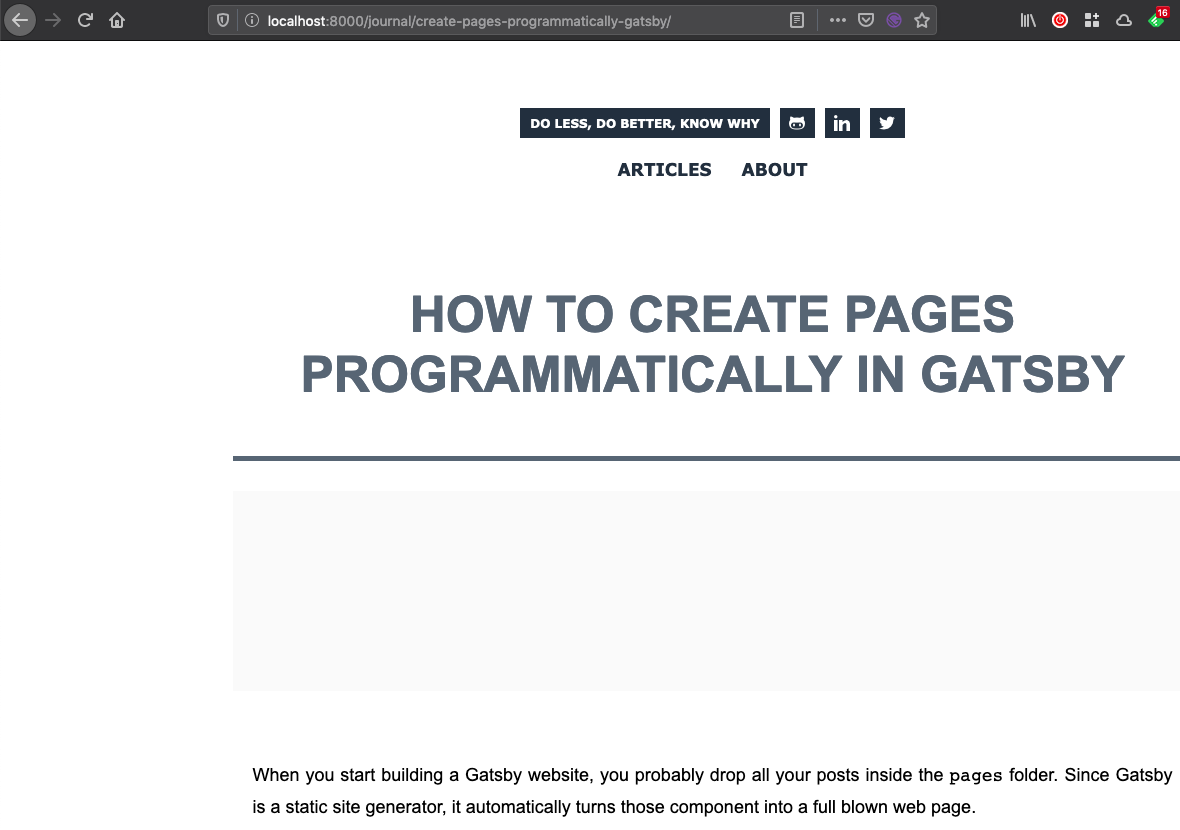 localhost:8000/journal/create-pages-programmatically-gatsby/
16
DO LESS, DO BETTER, KNOW WHY
in
ARTICLES ABOUT
HOW TO CREATE PAGES
PROGRAMMATICALLY IN GATSBY
When you start building a Gatsby website, you probably drop all your posts inside the pages folder. Since Gatsby
is a static site generator, it automatically turns those component into a full blown web page.